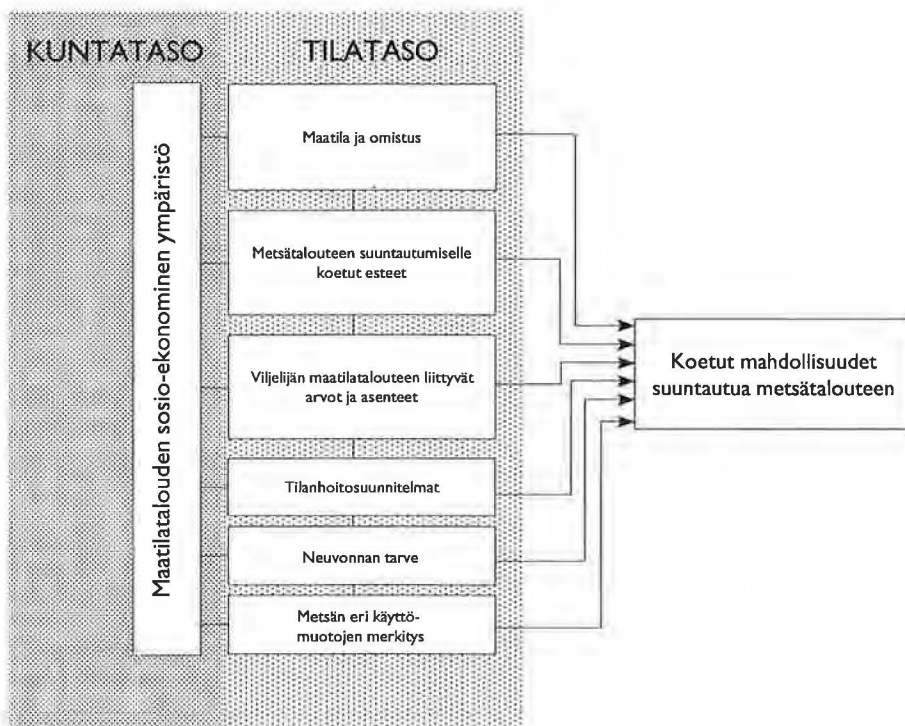 KUNTATASO
TILATASO
Maatilatalouden sosio-ekonominen ympäristö
Maatila ja omistus
Metsätalouteen suuntautumiselle
koetut esteet
Viljelijän maatilatalouteen liittyvät
arvot ja asenteet
Tilanhoitosuunnitelmat
Neuvonnan tarve
Metsän eri käyttö-
muotojen merkitys
Koetut mahdollisuudet
suuntautua metsätalouteen